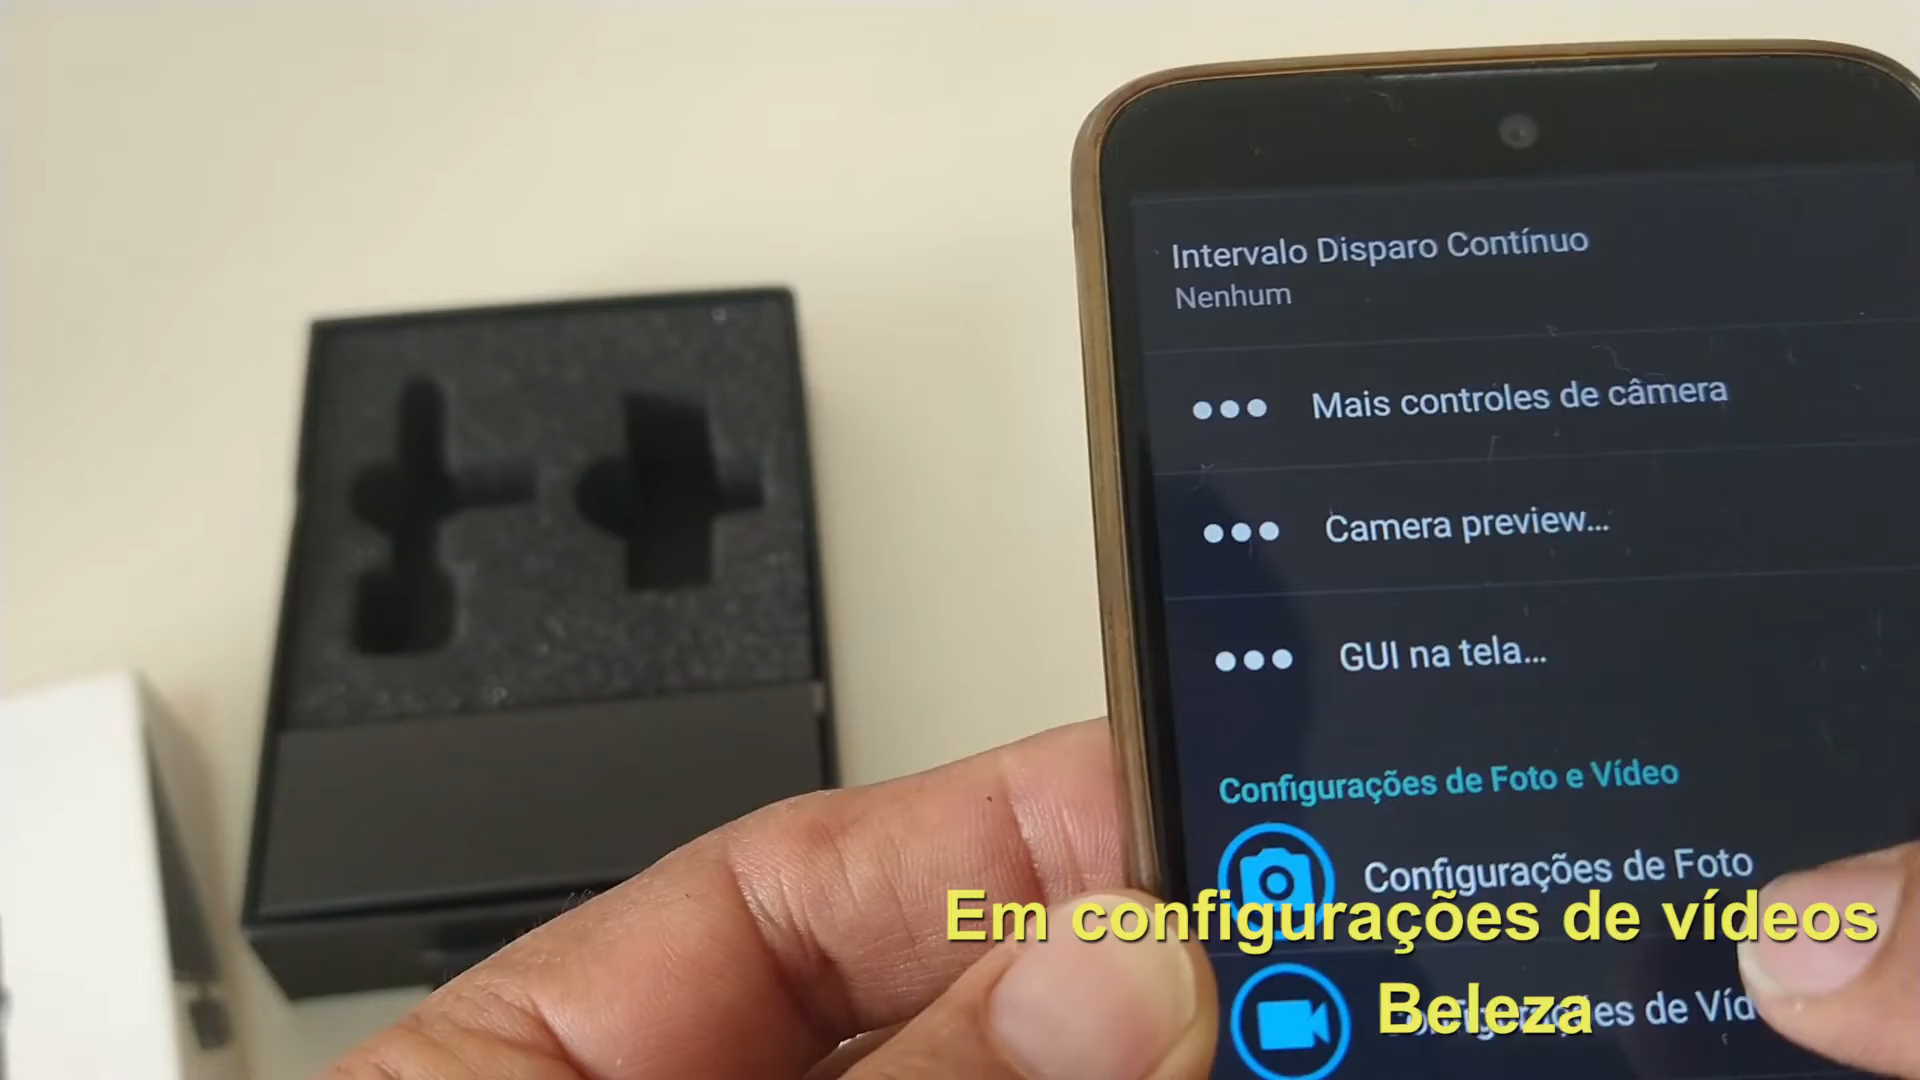 Intervalo Disparo Contínuo
Nenhum
Mais controles de câmera
Camera preview...
GUI na tela...
Configurações de Foto e Vídeo
Configurações de Foto
Em configurações de vídeos
Beleza
de